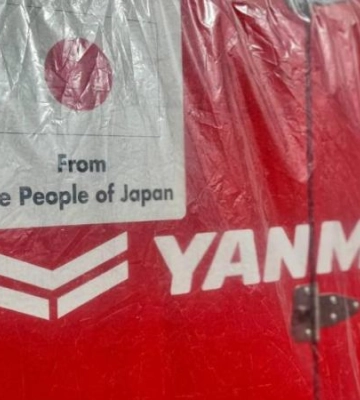 From
e People of Japan
YANM